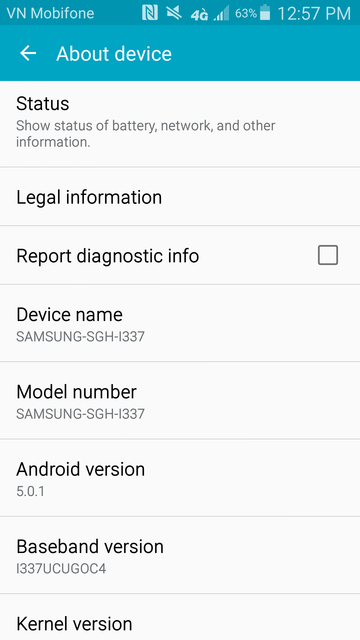 VN Mobifone 4G 63% 12:57 PM
About device
Status
Show status of battery, network, and other
information.
Legal information
Report diagnostic info
Device name
SAMSUNG-SGH-I337
Model number
SAMSUNG-SGH-I337
Android version
5.0.1
Baseband version
I337UCUGOC4
Kernel version